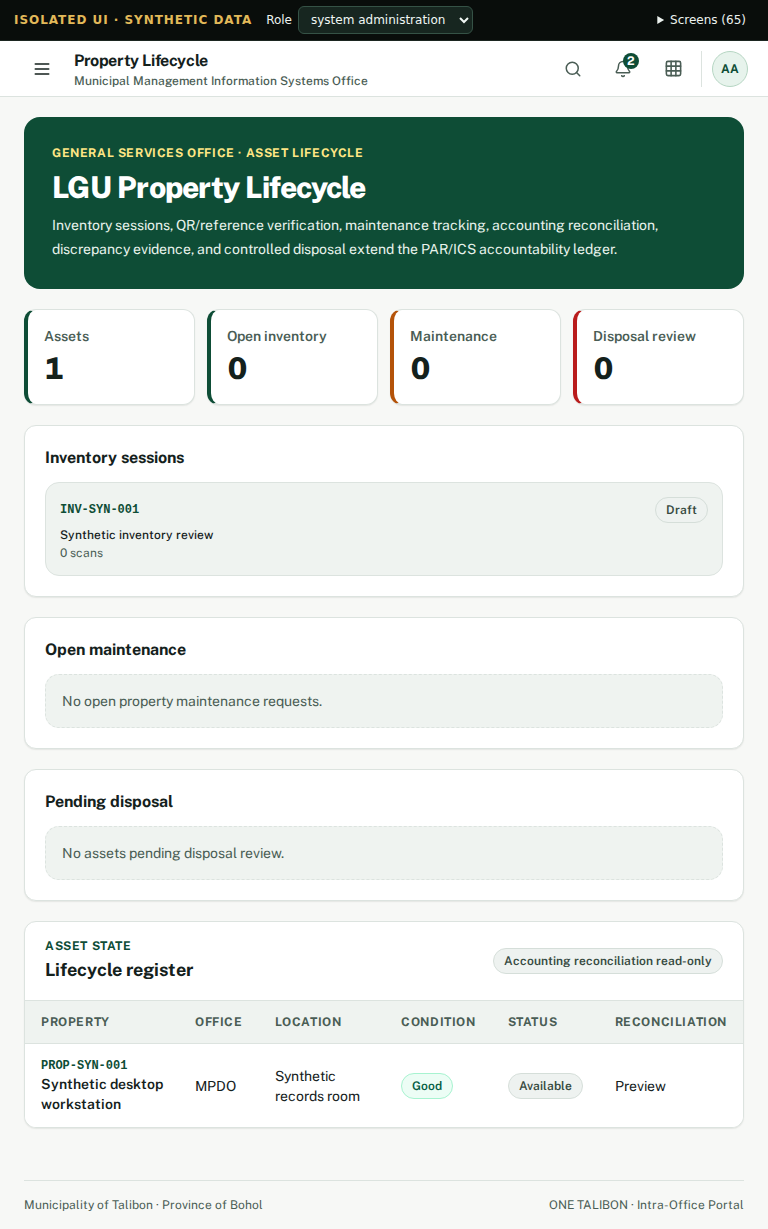 ISOLATED UI · SYNTHETIC DATA Role system administration Screens (65)
Property Lifecycle
Municipal Management Information Systems Office
2
AA
GENERAL SERVICES OFFICE · ASSET LIFECYCLE
LGU Property Lifecycle
Inventory sessions, QR/reference verification, maintenance tracking, accounting reconciliation,
discrepancy evidence, and controlled disposal extend the PAR/ICS accountability ledger.
Assets
1
Open inventory
0
Maintenance
0
Disposal review
0
Inventory sessions
INV-SYN-001
Draft
Synthetic inventory review
0 scans
Open maintenance
No open property maintenance requests.
Pending disposal
No assets pending disposal review.
ASSET STATE
Lifecycle register
Accounting reconciliation read-only
PROPERTY OFFICE LOCATION CONDITION STATUS RECONCILIATION
PROP-SYN-001
Synthetic desktop
workstation
MPDO
Synthetic
records room
Good
Available
Preview
Municipality of Talibon · Province of Bohol
ONE TALIBON · Intra-Office Portal